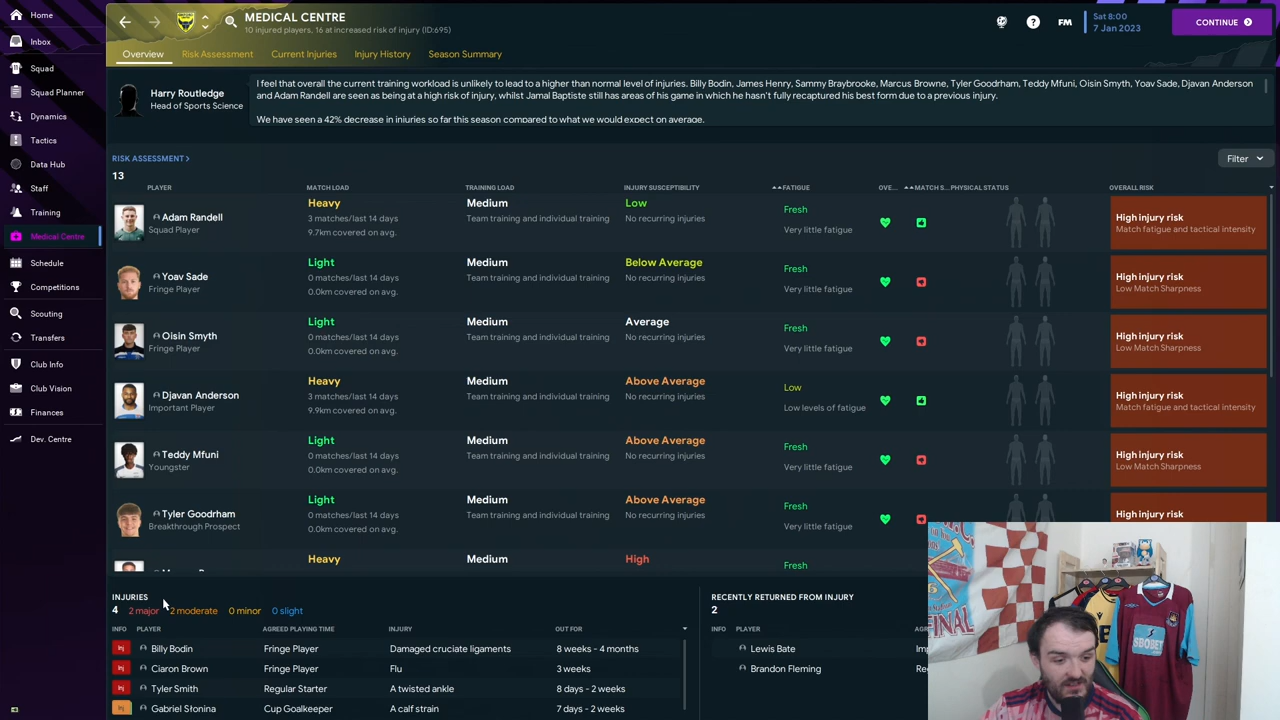 Home
MEDICAL CENTRE
10 injured players, 16 at increased risk of injury (ID:695)
FM
Sat 8:00
7 Jan 2023
CONTINUE
Inbox
Squad
Squad Planner
Dynamics
Tactics
Data Hub
Staff
Training
Medical Centre
Schedule
Competitions
Scouting
Transfers
Club Info
Club Vision
Finances
Dev. Centre
Overview Risk Assessment Current Injuries Injury History Season Summary
Harry Routledge
Head of Sports Science
I feel that overall the current training workload is unlikely to lead to a higher than normal level of injuries. Billy Bodin, James Henry, Sammy Braybrooke, Marcus Browne, Tyler Goodrham, Teddy Mfuni, Oisin Smyth, Yoav Sade, Djavan Anderson
and Adam Randell are seen as being at a high risk of injury, whilst Jamal Baptiste still has areas of his game in which he hasn't fully recaptured his best form due to a previous injury.
We have seen a 42% decrease in injuries so far this season compared to what we would expect on average.
RISK ASSESSMENT >
Filter
13
PLAYER MATCH LOAD TRAINING LOAD INJURY SUSCEPTIBILITY FATIGUE OVE... MATCH S... PHYSICAL STATUS OVERALL RISK
Adam Randell
Squad Player
Heavy
3 matches/last 14 days
9.7km covered on avg.
Medium
Team training and individual training
Low
No recurring injuries
Fresh
Very little fatigue
High injury risk
Match fatigue and tactical intensity
Yoav Sade
Fringe Player
Light
0 matches/last 14 days
0.0km covered on avg.
Medium
Team training and individual training
Below Average
No recurring injuries
Fresh
Very little fatigue
High injury risk
Low Match Sharpness
Oisin Smyth
Fringe Player
Light
0 matches/last 14 days
0.0km covered on avg.
Medium
Team training and individual training
Average
No recurring injuries
Fresh
Very little fatigue
High injury risk
Low Match Sharpness
Djavan Anderson
Important Player
Heavy
3 matches/last 14 days
9.9km covered on avg.
Medium
Team training and individual training
Above Average
No recurring injuries
Low
Low levels of fatigue
High injury risk
Match fatigue and tactical intensity
Teddy Mfuni
Youngster
Light
0 matches/last 14 days
0.0km covered on avg.
Medium
Team training and individual training
Above Average
No recurring injuries
Fresh
Very little fatigue
High injury risk
Low Match Sharpness
Tyler Goodrham
Breakthrough Prospect
Light
0 matches/last 14 days
0.0km covered on avg.
Medium
Team training and individual training
Above Average
No recurring injuries
Fresh
Very little fatigue
High injury risk
Heavy
Medium
High
Fresh
INJURIES
4 2 major 2 moderate 0 minor 0 slight
INFO PLAYER AGREED PLAYING TIME INJURY OUT FOR
Inj Billy Bodin Fringe Player Damaged cruciate ligaments 8 weeks - 4 months
Inj Ciaron Brown Fringe Player Flu 3 weeks
Inj Tyler Smith Regular Starter A twisted ankle 8 days - 2 weeks
Inj Gabriel Słonina Cup Goalkeeper A calf strain 7 days - 2 weeks
RECENTLY RETURNED FROM INJURY
2
INFO PLAYER
Lewis Bate
Brandon Fleming
SBOBET
FINAL